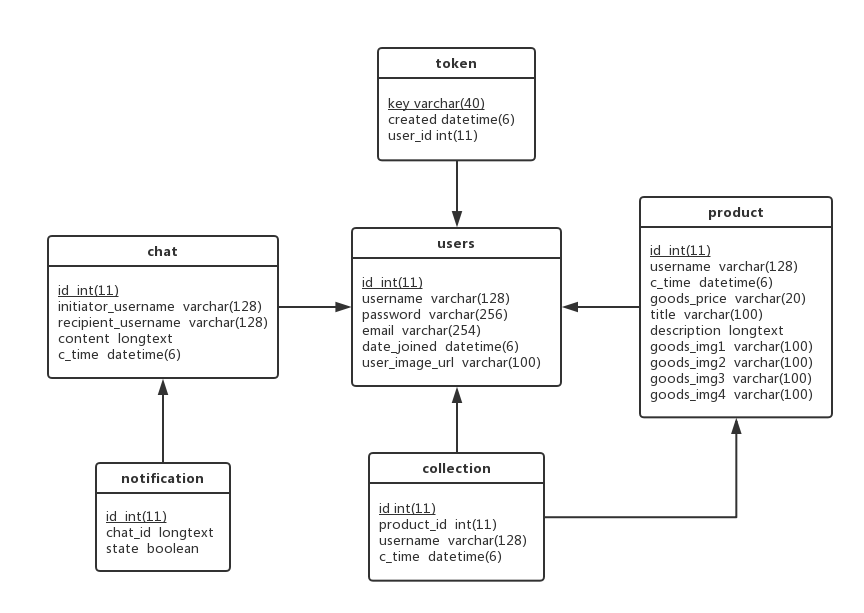 token
key varchar(40)
created datetime(6)
user_id int(11)
product
id int(11)
username varchar(128)
c_time datetime(6)
goods_price varchar(20)
title varchar(100)
description longtext
goods_img1 varchar(100)
goods_img2 varchar(100)
goods_img3 varchar(100)
goods_img4 varchar(100)
users
id int(11)
username varchar(128)
password varchar(256)
email varchar(254)
date_joined datetime(6)
user_image_url varchar(100)
chat
id int(11)
initiator_username varchar(128)
recipient_username varchar(128)
content longtext
c_time datetime(6)
collection
id int(11)
product_id int(11)
username varchar(128)
c_time datetime(6)
notification
id int(11)
chat_id longtext
state boolean